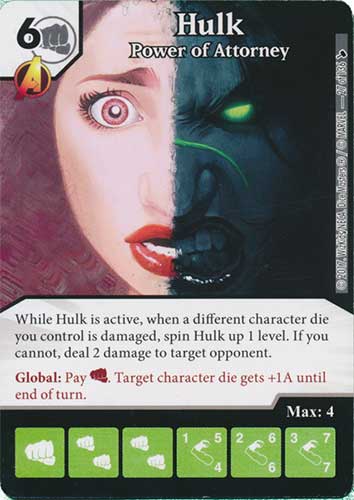 6
Hulk
Power of Attorney
While Hulk is active, when a different character die
you control is damaged, spin Hulk up 1 level. If you
cannot, deal 2 damage to target opponent.
Global: Pay . Target character die gets +1A until
end of turn.
Max: 4
1 5
4
2 6
6
3 7
7